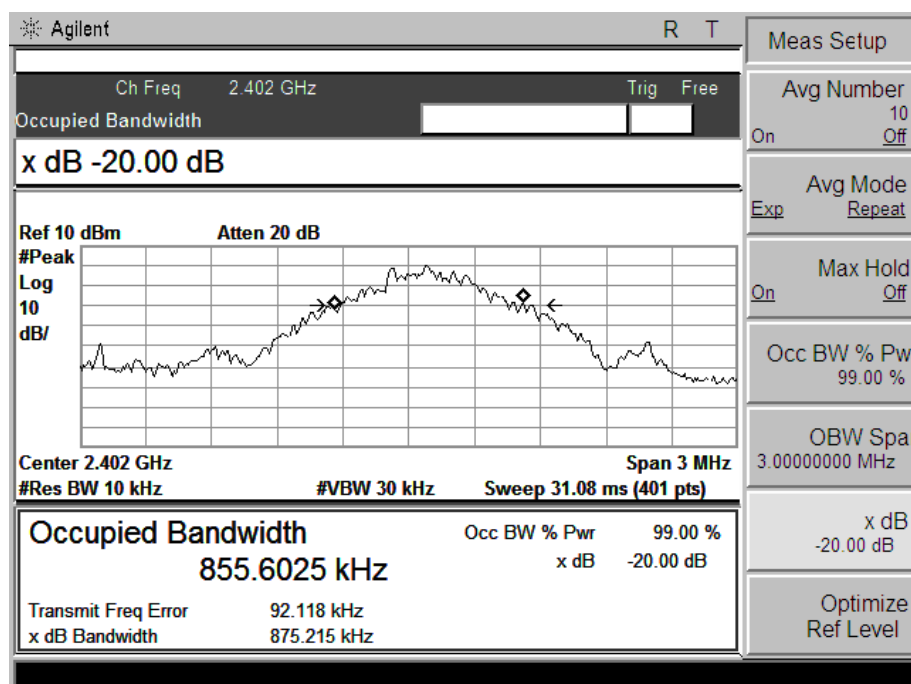 Agilent R T
Ch Freq 2.402 GHz Trig Free
Occupied Bandwidth
x dB -20.00 dB
Ref 10 dBm Atten 20 dB
#Peak
Log
10
dB/
Center 2.402 GHz Span 3 MHz
#Res BW 10 kHz #VBW 30 kHz Sweep 31.08 ms (401 pts)
Occupied Bandwidth
855.6025 kHz
Occ BW % Pwr 99.00 %
x dB -20.00 dB
Transmit Freq Error 92.118 kHz
x dB Bandwidth 875.215 kHz
Meas Setup
Avg Number
10
On Off
Avg Mode
Exp Repeat
Max Hold
On Off
Occ BW % Pw
99.00 %
OBW Spa
3.00000000 MHz
x dB
-20.00 dB
Optimize
Ref Level